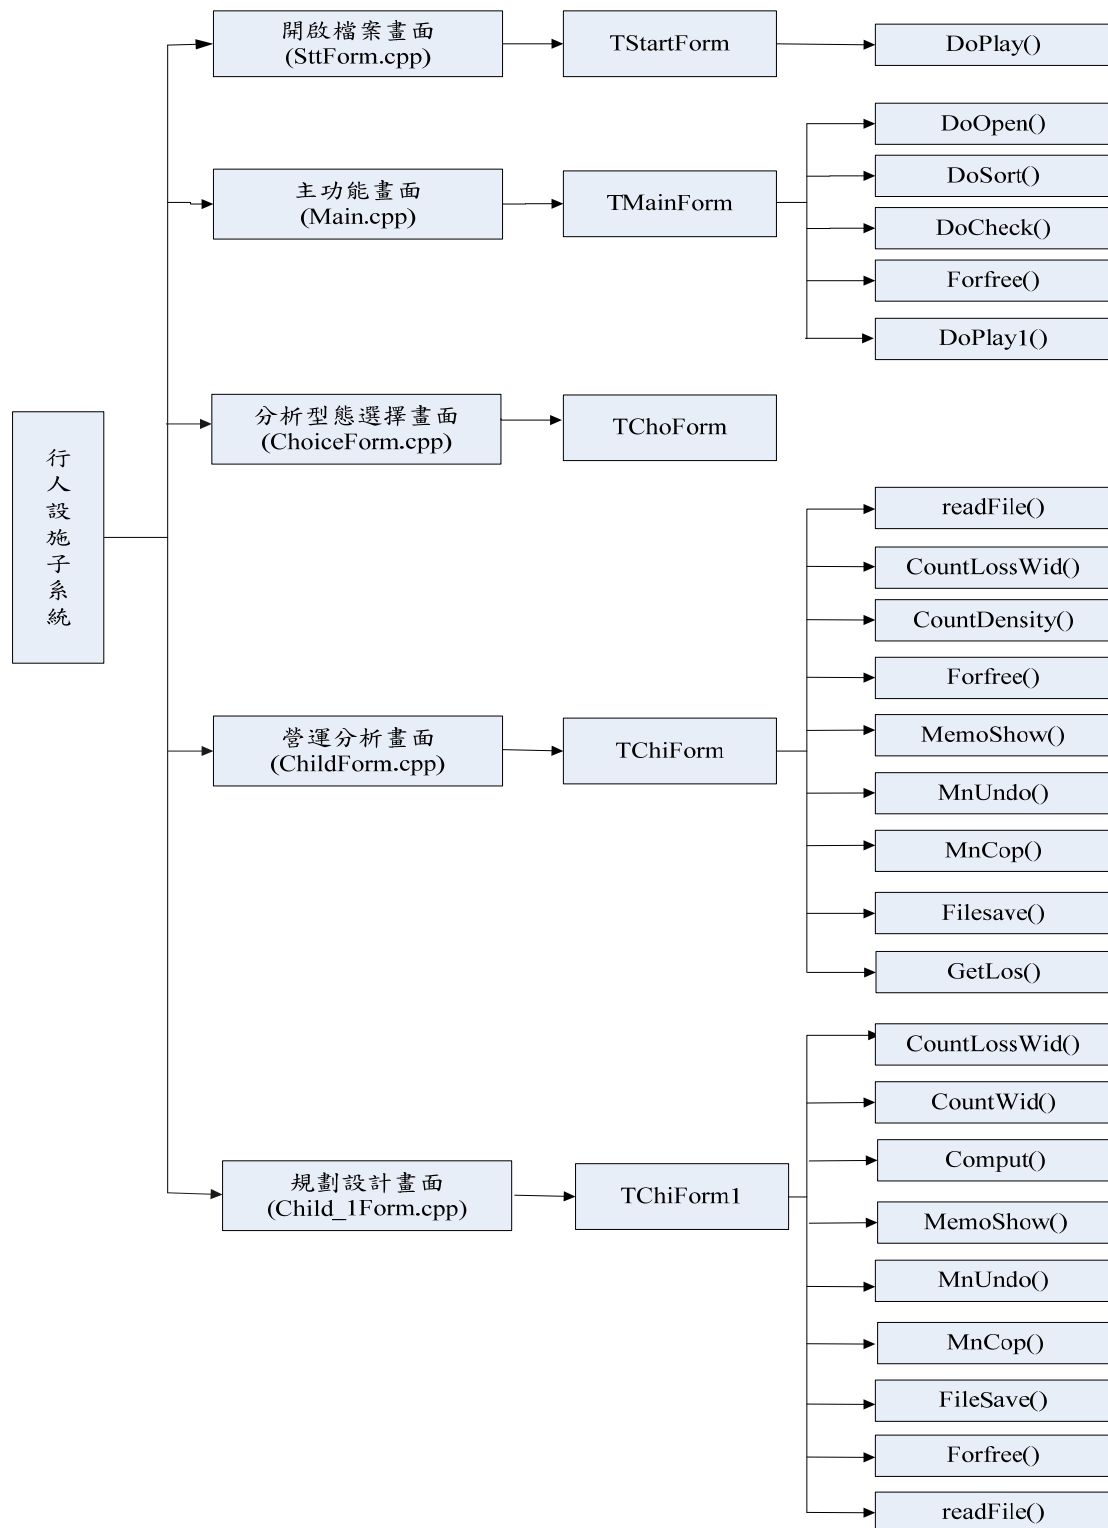 行
人
設
施
子
系
統
開啟檔案畫面
(SttForm.cpp)
TStartForm
DoPlay()
主功能畫面
(Main.cpp)
TMainForm
DoOpen()
DoSort()
DoCheck()
Forfree()
DoPlay1()
分析型態選擇畫面
(ChoiceForm.cpp)
TChoForm
營運分析畫面
(ChildForm.cpp)
TChiForm
readFile()
CountLossWid()
CountDensity()
Forfree()
MemoShow()
MnUndo()
MnCop()
Filesave()
GetLos()
規劃設計畫面
(Child_1Form.cpp)
TChiForm1
CountLossWid()
CountWid()
Comput()
MemoShow()
MnUndo()
MnCop()
FileSave()
Forfree()
readFile()